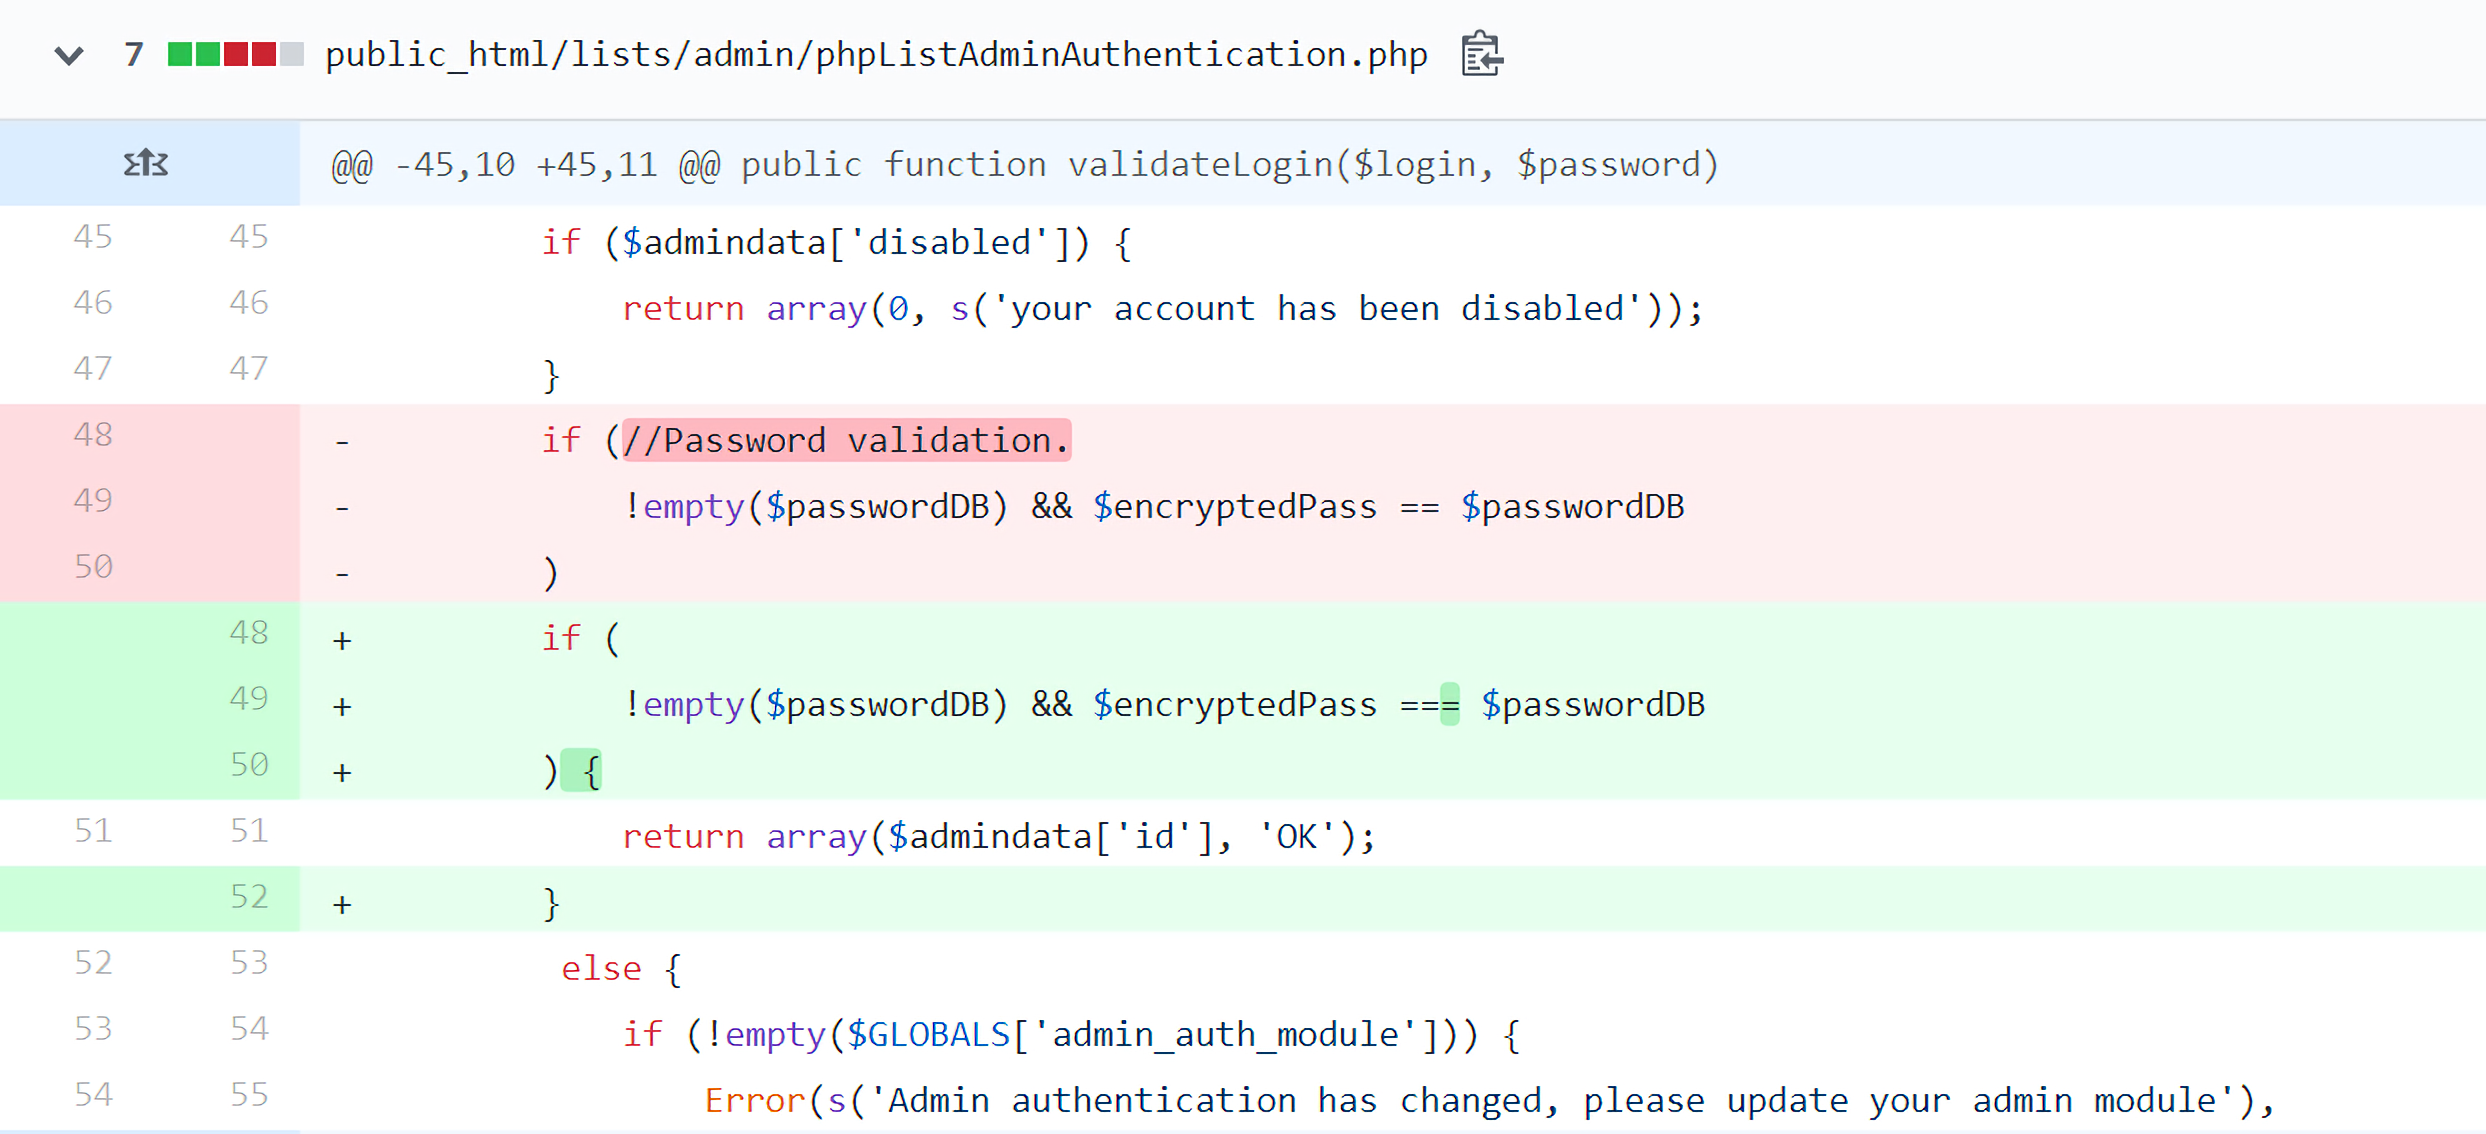 7 public_html/lists/admin/phpListAdminAuthentication.php
@@ -45,10 +45,11 @@ public function validateLogin($login, $password)
45 45 if ($admindata['disabled']) {
46 46 return array(0, s('your account has been disabled'));
47 47 }
48 - if (//Password validation.
49 - !empty($passwordDB) && $encryptedPass == $passwordDB
50 - )
48 + if (
49 + !empty($passwordDB) && $encryptedPass === $passwordDB
50 + ) {
51 51 return array($admindata['id'], 'OK');
52 + }
52 53 else {
53 54 if (!empty($GLOBALS['admin_auth_module'])) {
54 55 Error(s('Admin authentication has changed, please update your admin module'),